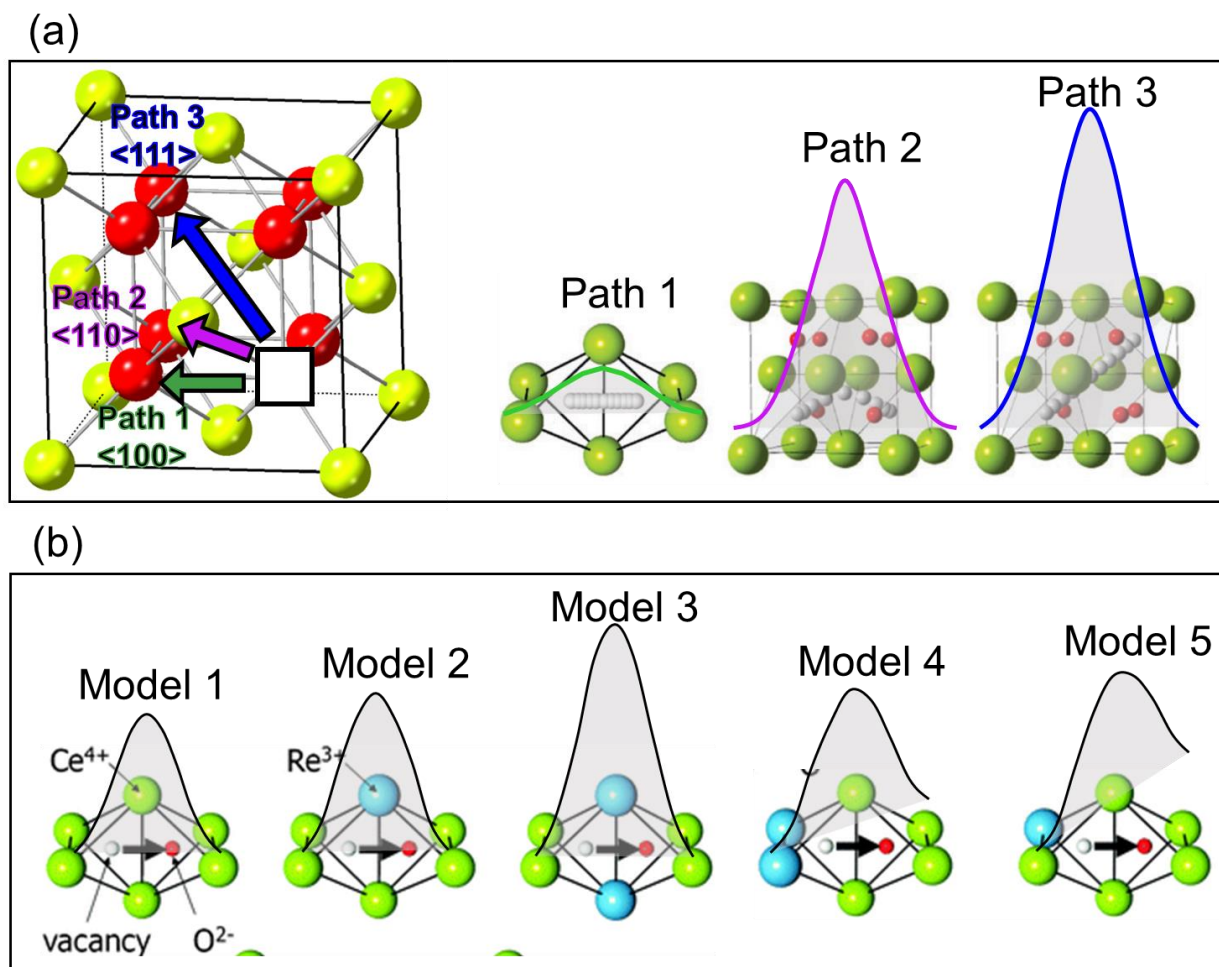 (a)
Path 3
<111>
Path 2
<110>
Path 1
<100>
Path 1
Path 2
Path 3
(b)
Model 1
Model 2
Model 3
Model 4
Model 5
Ce4+
Re3+
vacancy
O2-